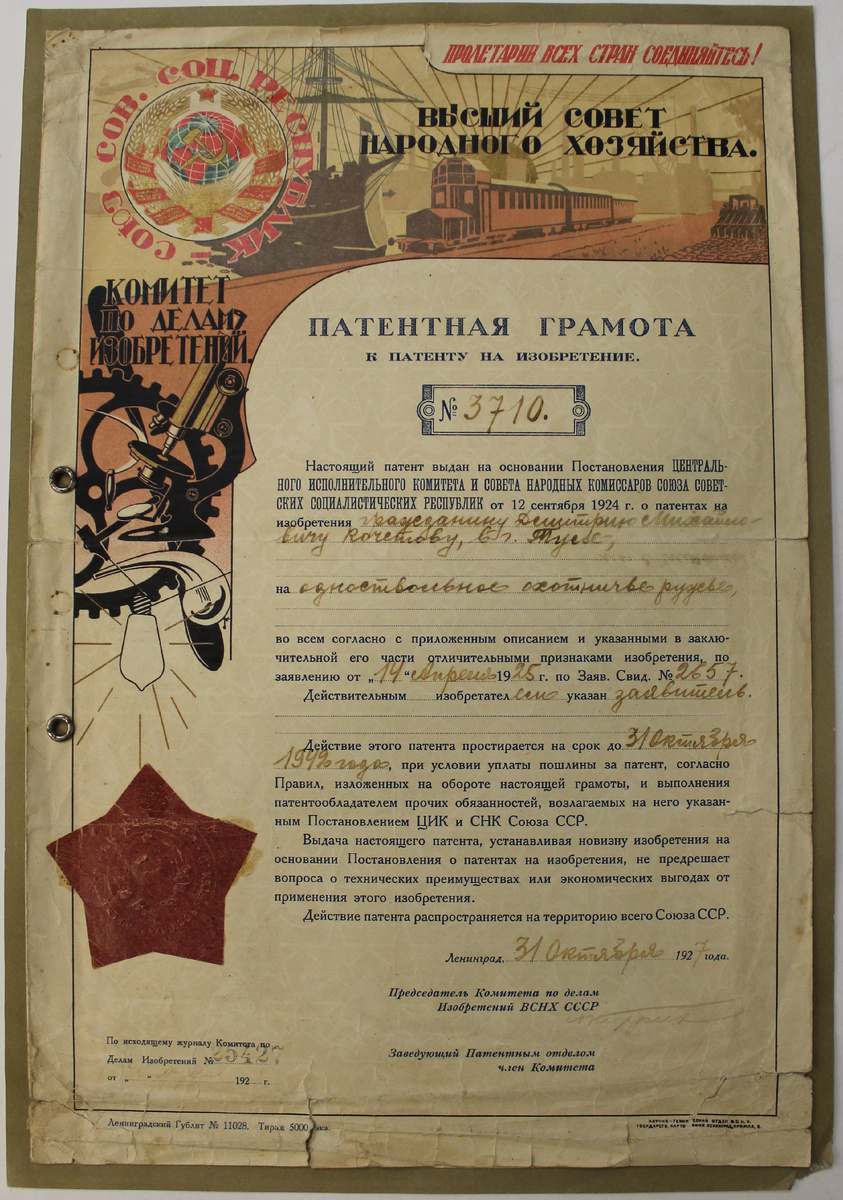 ПРОЛЕТАРИИ ВСЕХ СТРАН СОЕДИНЯЙТЕСЬ!
СОЮЗ СОВ. СОЦ. РЕСПУБЛИК
ВЫСШИЙ СОВЕТ
НАРОДНОГО ХОЗЯЙСТВА.
КОМИТЕТ
ПО ДЕЛАМ
ИЗОБРЕТЕНИЙ.
ПАТЕНТНАЯ ГРАМОТА
К ПАТЕНТУ НА ИЗОБРЕТЕНИЕ.
№ 3710.
Настоящий патент выдан на основании Постановления ЦЕНТРАЛЬ-
НОГО ИСПОЛНИТЕЛЬНОГО КОМИТЕТА И СОВЕТА НАРОДНЫХ КОМИССАРОВ СОЮЗА СОВЕТ-
СКИХ СОЦИАЛИСТИЧЕСКИХ РЕСПУБЛИК от 12 сентября 1924 г. о патентах на
изобретения гражданину Дмитрию Михайло-
вичу Кочетову, в г. Туле,
на одноствольное охотничье ружье,
во всем согласно с приложенным описанием и указанными в заклю-
чительной его части отличительными признаками изобретения, по
заявлению от „14" Апреля 1925 г. по Заяв. Свид. № 2657.
Действительным изобретателем указан заявитель.
Действие этого патента простирается на срок до 31 Октября
1942 года, при условии уплаты пошлины за патент, согласно
Правил, изложенных на обороте настоящей грамоты, и выполнения
патентообладателем прочих обязанностей, возлагаемых на него указан-
ным Постановлением ЦИК и СНК Союза ССР.
Выдача настоящего патента, устанавливая новизну изобретения на
основании Постановления о патентах на изобретения, не предрешает
вопроса о технических преимуществах или экономических выгодах от
применения этого изобретения.
Действие патента распространяется на территорию всего Союза ССР.
Ленинград, 31 Октября 1927 года.
Председатель Комитета по делам
Изобретений ВСНХ СССР
По исходящему журналу Комитета по
Делам Изобретений № 23427
от „ " 192 г.
Заведующий Патентным отделом
член Комитета
Ленинградский Гублит № 11028. Тираж 5000 экз.